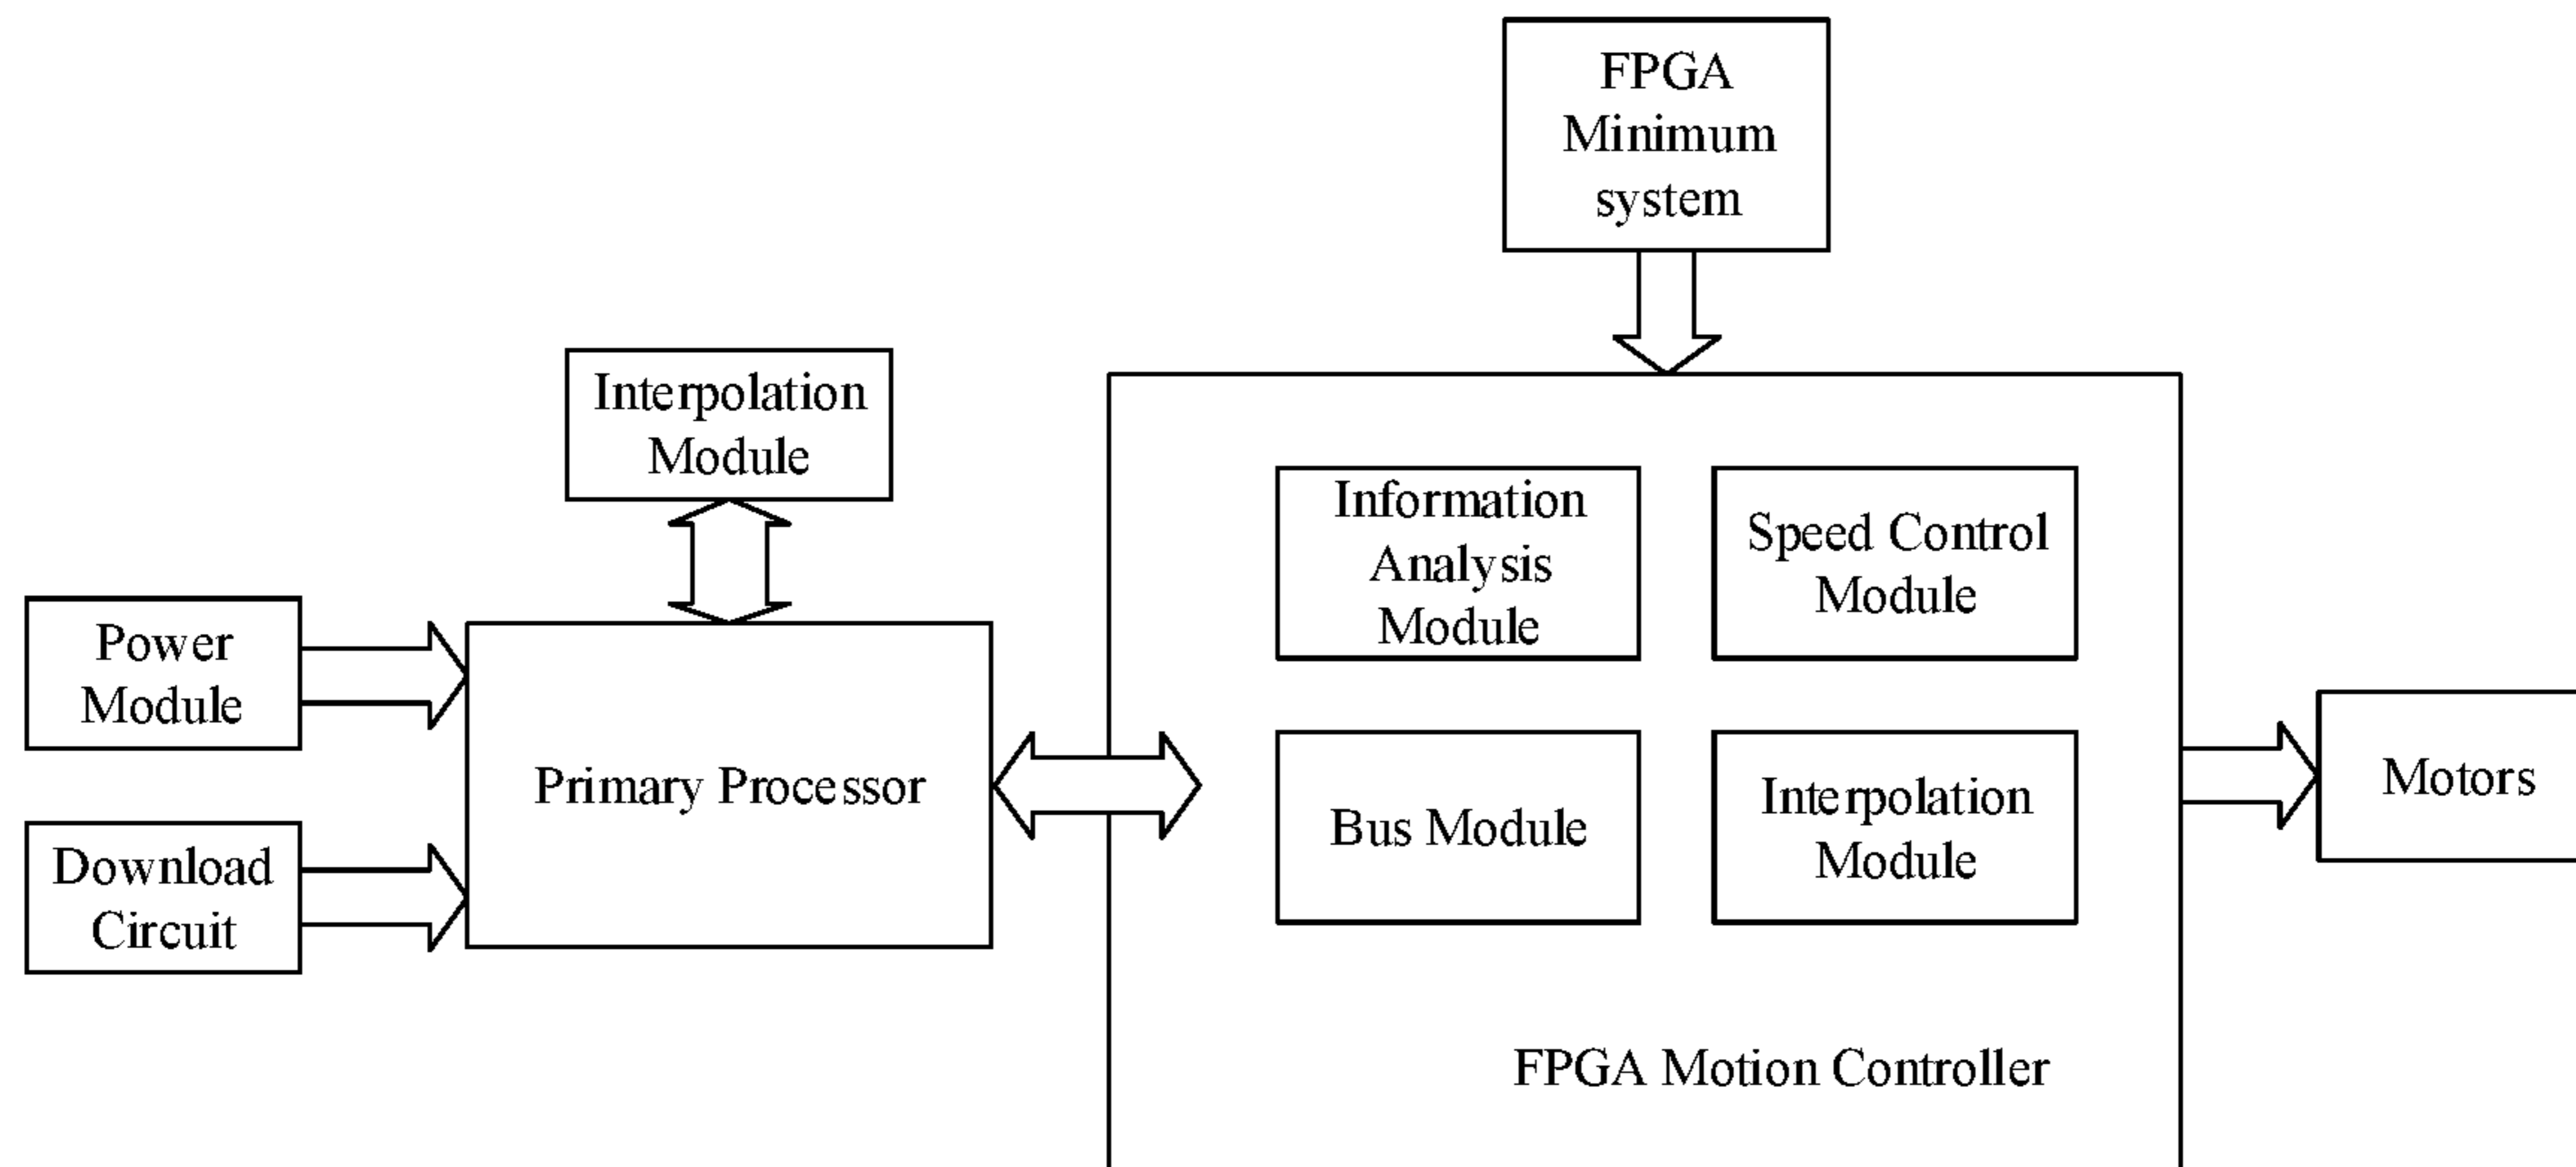 FPGA
Minimum
system
Interpolation
Module
Information
Analysis
Module
Speed Control
Module
Power
Module
Primary Processor
Bus Module
Interpolation
Module
Motors
Download
Circuit
FPGA Motion Controller